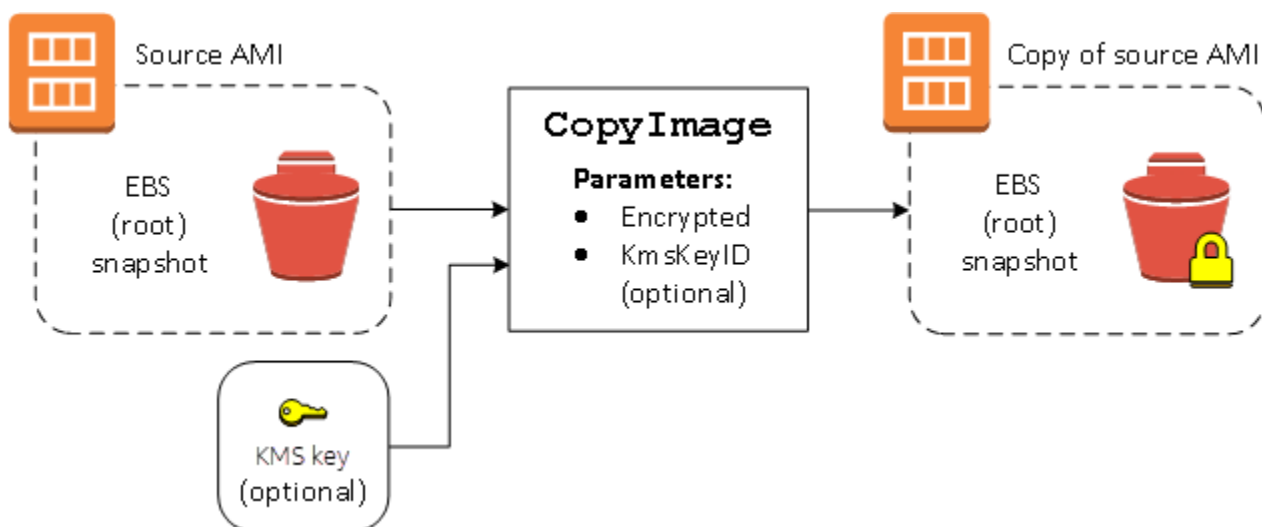 Source AMI
EBS
(root)
snapshot
KMS key
(optional)
CopyImage
Parameters:
• Encrypted
• KmsKeyID
(optional)
Copy of source AMI
EBS
(root)
snapshot